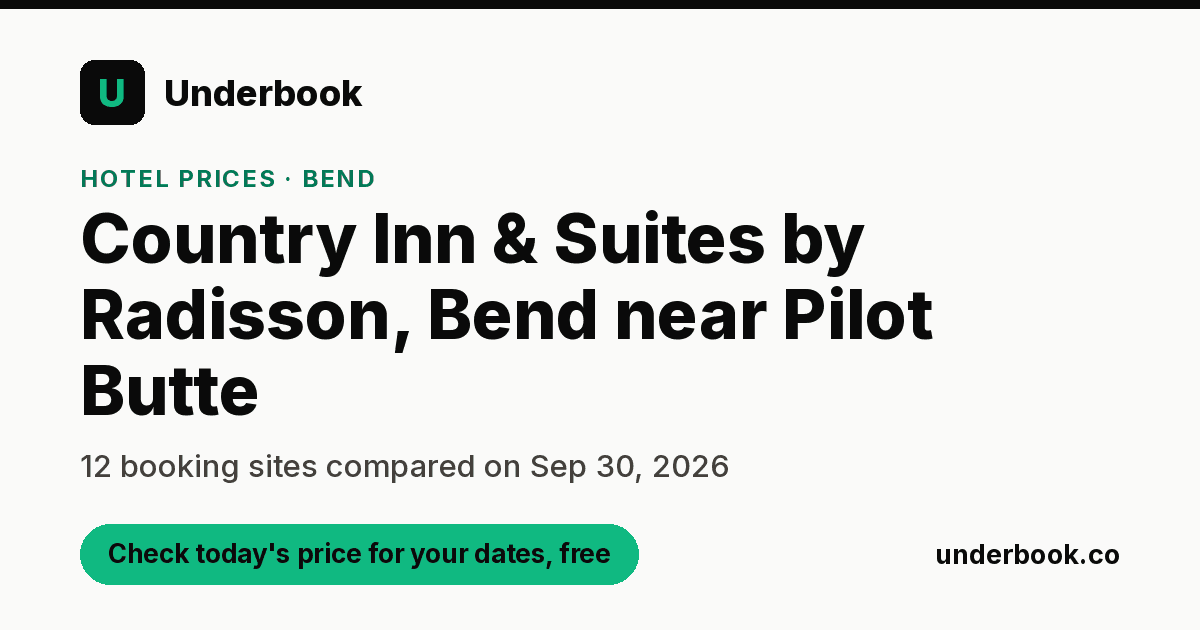 U Underbook
HOTEL PRICES · BEND
Country Inn & Suites by
Radisson, Bend near Pilot
Butte
12 booking sites compared on Sep 30, 2026
Check today's price for your dates, free
underbook.co